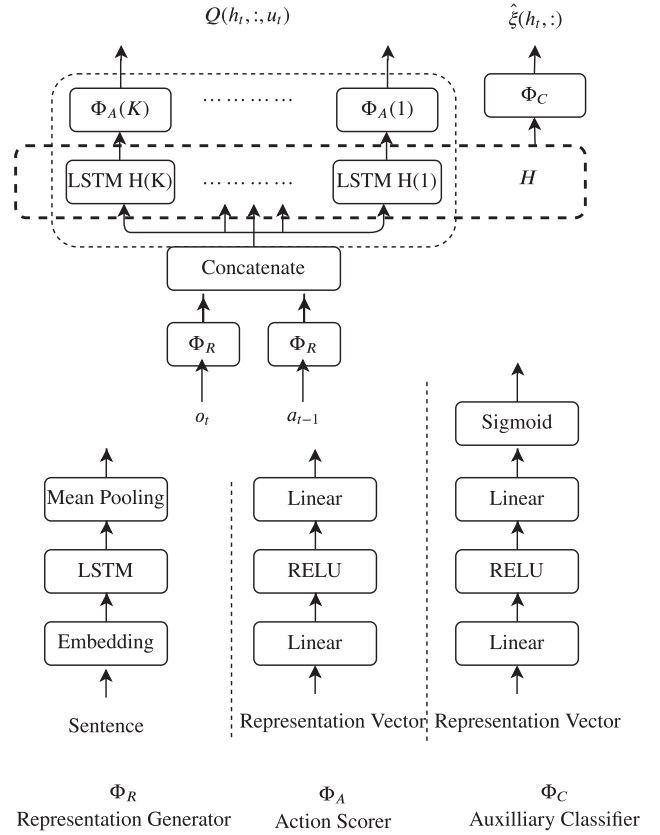 Q(h_t, :, u_t)
ξ̂(h_t, :)
Φ_A(K) ………… Φ_A(1)
Φ_C
LSTM H(K) ………… LSTM H(1)
H
Concatenate
Φ_R Φ_R
o_t a_{t−1}
Sigmoid
Mean Pooling Linear Linear
LSTM RELU RELU
Embedding Linear Linear
Sentence Representation Vector Representation Vector
Φ_R Φ_A Φ_C
Representation Generator Action Scorer Auxilliary Classifier